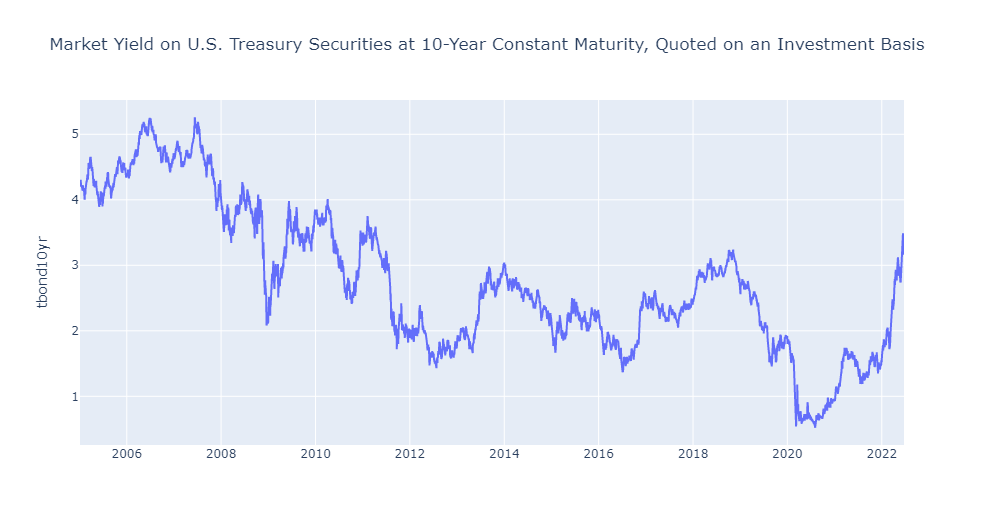 Market Yield on U.S. Treasury Securities at 10-Year Constant Maturity, Quoted on an Investment Basis
5
4
3
2
1
tbond10yr
2006 2008 2010 2012 2014 2016 2018 2020 2022